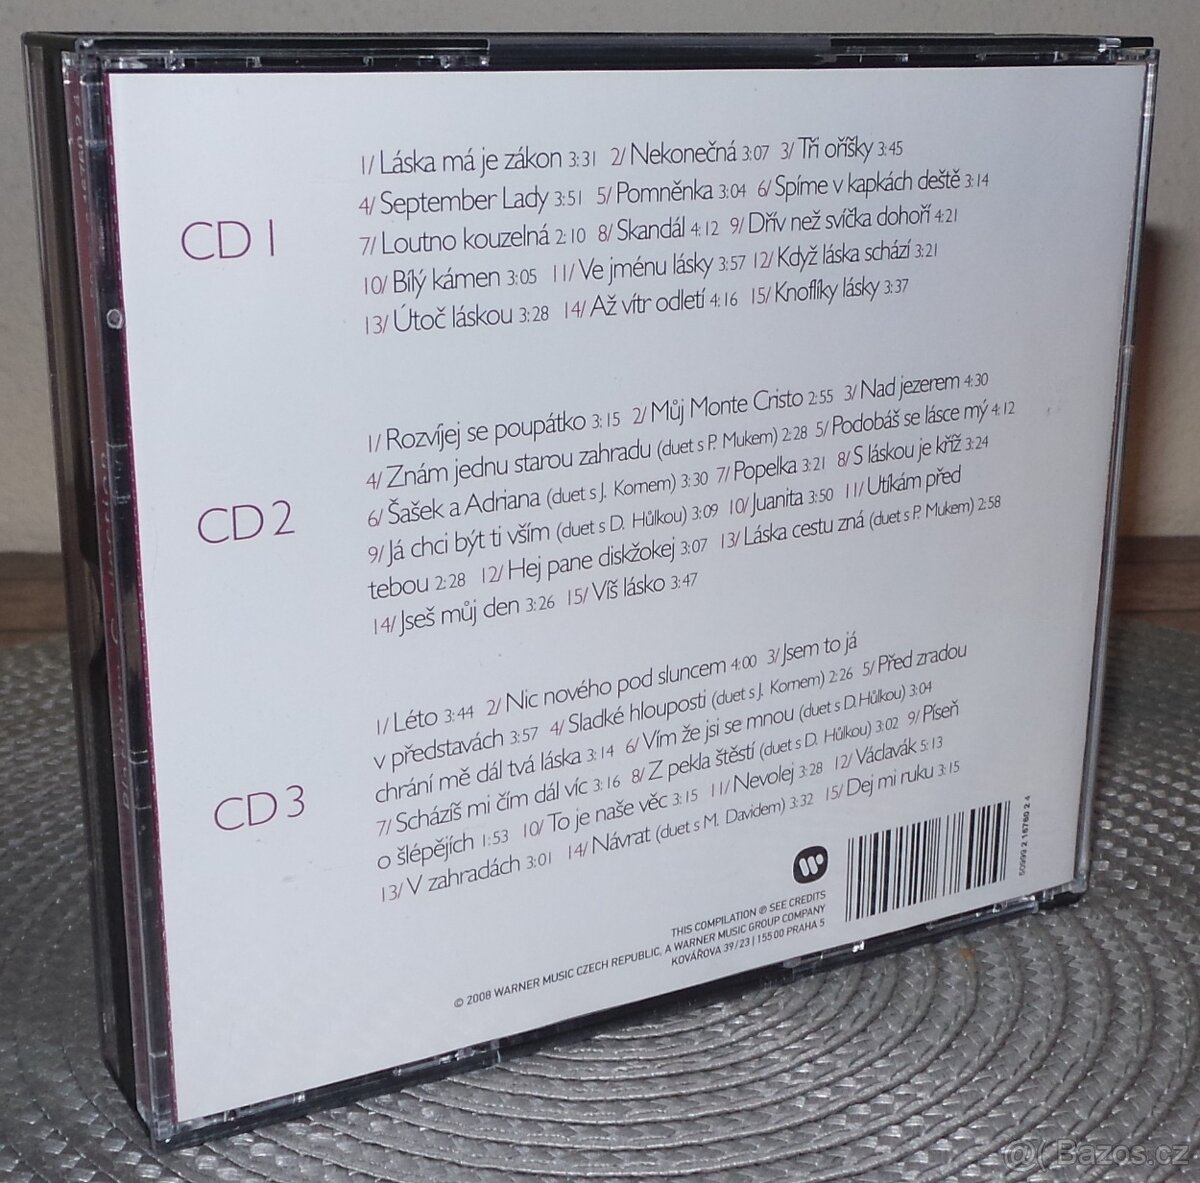 CD 1
1/ Láska má je zákon 3:31 2/ Nekonečná 3:07 3/ Tři oříšky 3:45
4/ September Lady 3:51 5/ Pomněnka 3:04 6/ Spíme v kapkách deště 3:14
7/ Loutno kouzelná 2:10 8/ Skandál 4:12 9/ Dřív než svíčka dohoří 4:21
10/ Bílý kámen 3:05 11/ Ve jménu lásky 3:57 12/ Když láska schází 3:21
13/ Útoč láskou 3:28 14/ Až vítr odletí 4:16 15/ Knoflíky lásky 3:37
CD 2
1/ Rozvíjej se poupátko 3:15 2/ Můj Monte Cristo 2:55 3/ Nad jezerem 4:30
4/ Znám jednu starou zahradu (duet s P. Mukem) 2:28 5/ Podobáš se lásce mý 4:12
6/ Šašek a Adriana (duet s J. Kornem) 3:30 7/ Popelka 3:21 8/ S láskou je kříž 3:24
9/ Já chci být ti vším (duet s D. Hůlkou) 3:09 10/ Juanita 3:50 11/ Utíkám před
tebou 2:28 12/ Hej pane diskžokej 3:07 13/ Láska cestu zná (duet s P. Mukem) 2:58
14/ Jseš můj den 3:26 15/ Víš lásko 3:47
CD 3
1/ Léto 3:44 2/ Nic nového pod sluncem 4:00 3/ Jsem to já
v představách 3:57 4/ Sladké hlouposti (duet s J. Kornem) 2:26 5/ Před zradou
chrání mě dál tvá láska 3:14 6/ Vím že jsi se mnou (duet s D. Hůlkou) 3:04
7/ Scházíš mi čím dál víc 3:16 8/ Z pekla štěstí (duet s D. Hůlkou) 3:02 9/ Píseň
o šlépějích 1:53 10/ To je naše věc 3:15 11/ Nevolej 3:28 12/ Václavák 5:13
13/ V zahradách 3:01 14/ Návrat (duet s M. Davidem) 3:32 15/ Dej mi ruku 3:15
THIS COMPILATION ℗ SEE CREDITS
© 2008 WARNER MUSIC CZECH REPUBLIC, A WARNER MUSIC GROUP COMPANY
KOVÁŘOVA 39/23 | 155 00 PRAHA 5
50999 2 16760 2 4
@( Bazos.cz